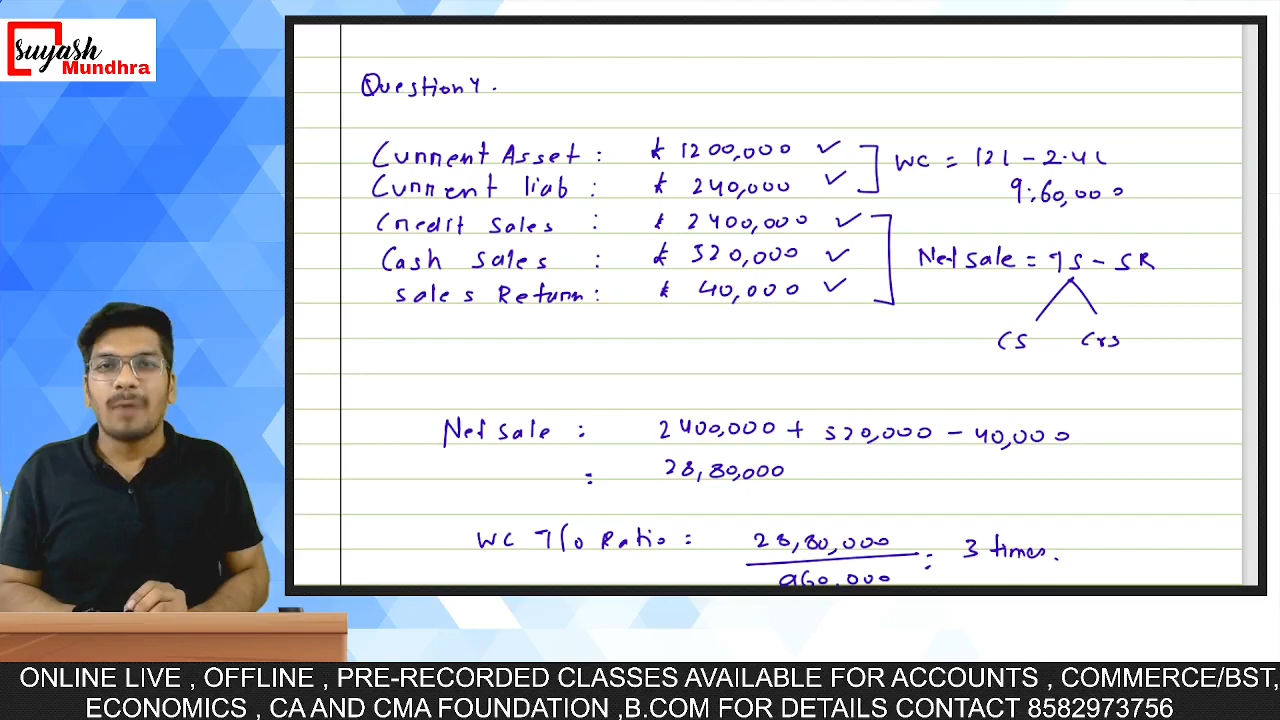 Suyash
Mundhra
Question 4.
Current Asset : ₹ 1200,000 ✓
WC = 12L - 2.4L
Current liab : ₹ 240,000 ✓
9,60,000
Credit sales : ₹ 2400,000 ✓
Cash sales : ₹ 520,000 ✓
Net sale = TS - SR
Sales Return : ₹ 40,000 ✓
CS CrS
Net sale : 2400,000 + 520,000 - 40,000
= 28,80,000
WC T/o Ratio : 28,80,000 = 3 times.
960,000
ONLINE LIVE , OFFLINE , PRE-RECORDED CLASSES AVAILABLE FOR ACCOUNTS , COMMERCE/BST,
ECONOMICS , CA AND CMA FOUNDATION ,B.COM FOR DETAILS CONTACT 8582973756